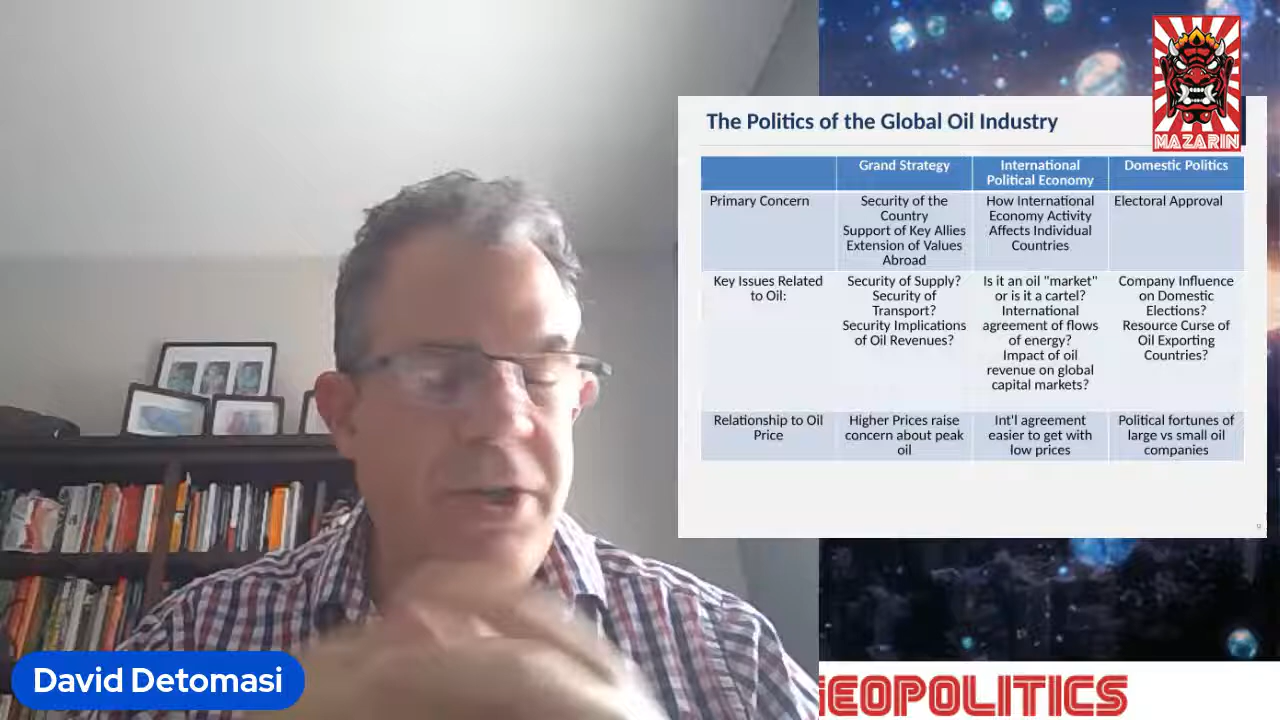 MAZARIN
The Politics of the Global Oil Industry
Grand Strategy
International
Political Economy
Domestic Politics
Primary Concern
Security of the
Country
Support of Key Allies
Extension of Values
Abroad
How International
Economy Activity
Affects Individual
Countries
Electoral Approval
Key Issues Related
to Oil:
Security of Supply?
Security of
Transport?
Security Implications
of Oil Revenues?
Is it an oil "market"
or is it a cartel?
International
agreement of flows
of energy?
Impact of oil
revenue on global
capital markets?
Company Influence
on Domestic
Elections?
Resource Curse of
Oil Exporting
Countries?
Relationship to Oil
Price
Higher Prices raise
concern about peak
oil
Int'l agreement
easier to get with
low prices
Political fortunes of
large vs small oil
companies
9
David Detomasi
GEOPOLITICS